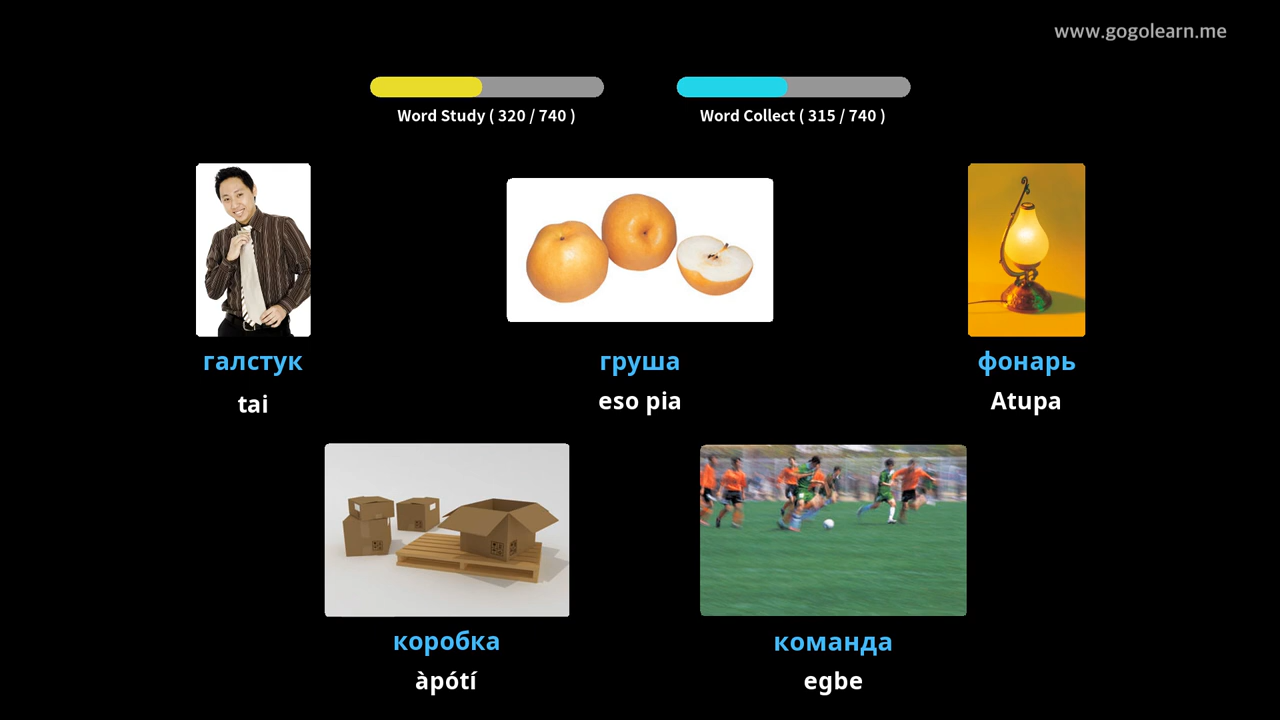 www.gogolearn.me
Word Study ( 320 / 740 )
Word Collect ( 315 / 740 )
галстук
tai
груша
eso pia
фонарь
Atupa
коробка
àpótí
команда
egbe